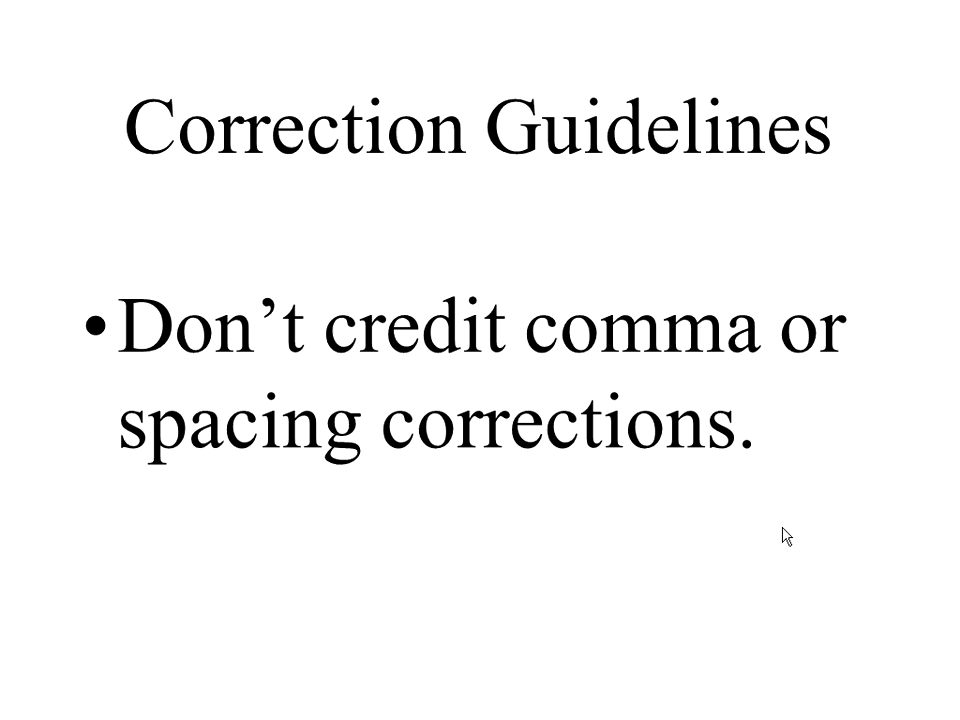 Correction Guidelines
•Don’t credit comma or
spacing corrections.